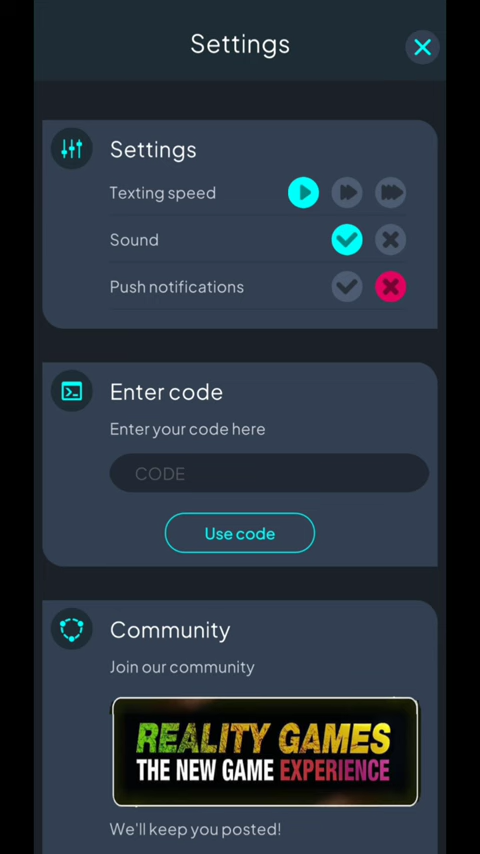 Settings
Settings
Texting speed
Sound
Push notifications
Enter code
Enter your code here
CODE
Use code
Community
Join our community
REALITY GAMES
THE NEW GAME EXPERIENCE
We'll keep you posted!